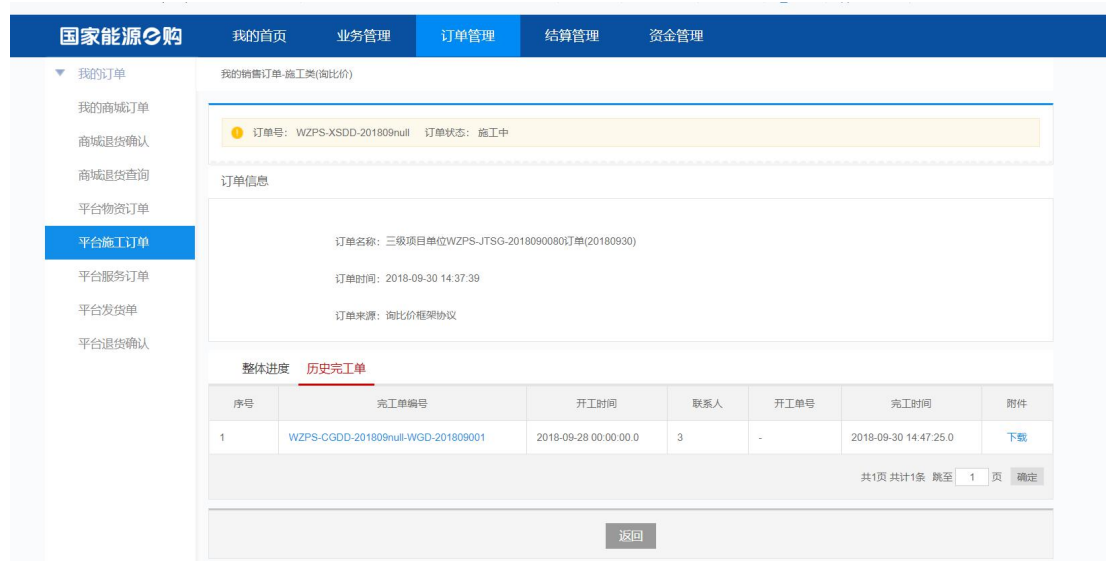 国家能源e购 我的首页 业务管理 订单管理 结算管理 资金管理
我的订单
我的商城订单
商城退货确认
商城退货查询
平台物资订单
平台施工订单
平台服务订单
平台发货单
平台退货确认
我的销售订单-施工类(询比价)
订单号： WZPS-XSDD-201809null 订单状态： 施工中
订单信息
订单名称：三级项目单位WZPS-JTSG-2018090080订单(20180930)
订单时间：2018-09-30 14:37:39
订单来源：询比价框架协议
整体进度 历史完工单
序号 完工单编号 开工时间 联系人 开工单号 完工时间 附件
1 WZPS-CGDD-201809null-WGD-201809001 2018-09-28 00:00:00.0 3 - 2018-09-30 14:47:25.0 下载
共1页 共计1条 跳至 1 页 确定
返回